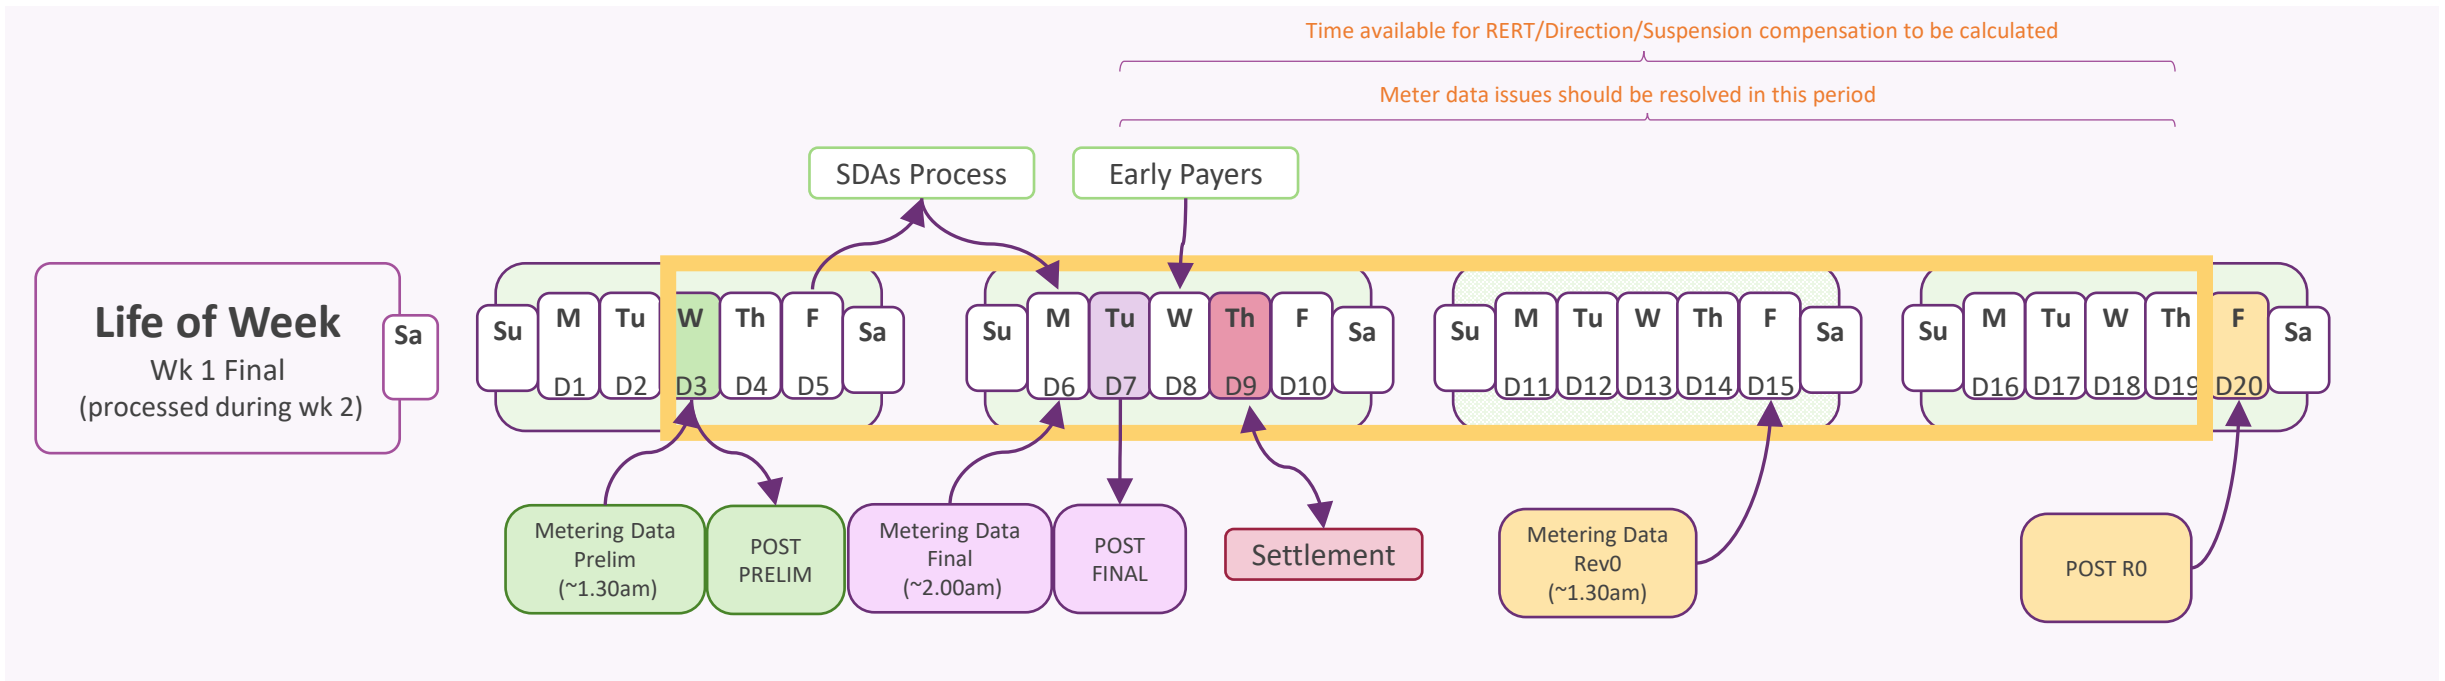 Time available for RERT/Direction/Suspension compensation to be calculated
Meter data issues should be resolved in this period
SDAs Process
Early Payers
Life of Week
Wk 1 Final
(processed during wk 2)
Sa
Su
M
D1
Tu
D2
W
D3
Th
D4
F
D5
Sa
Su
M
D6
Tu
D7
W
D8
Th
D9
F
D10
Sa
Su
M
D11
Tu
D12
W
D13
Th
D14
F
D15
Sa
Su
M
D16
Tu
D17
W
D18
Th
D19
F
D20
Sa
Metering Data
Prelim
(~1.30am)
POST
PRELIM
Metering Data
Final
(~2.00am)
POST
FINAL
Settlement
Metering Data
Rev0
(~1.30am)
POST R0